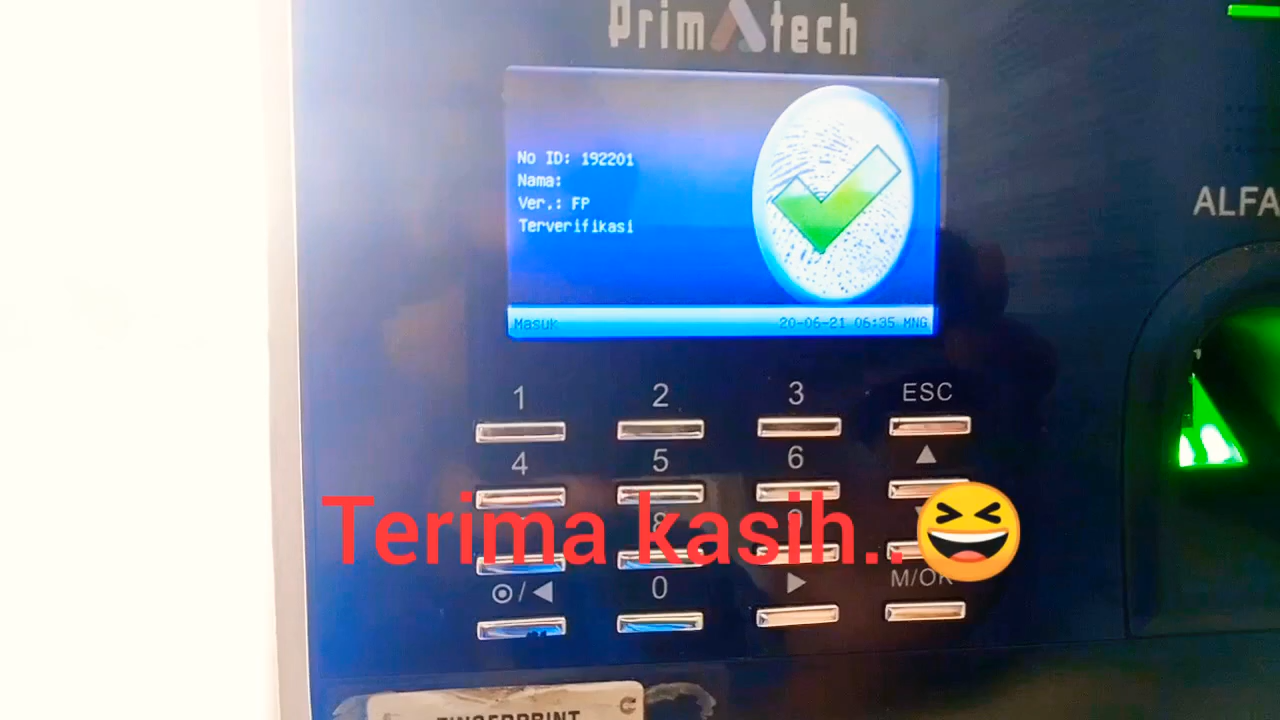 Primatech
No ID: 192201
Nama:
Ver.: FP
Terverifikasi
Masuk
20-06-21 06:35 MNG
ALFA
1 2 3 ESC
4 5 6
8 9
Terima kasih..😆
0 M/OK
FINGERPRINT